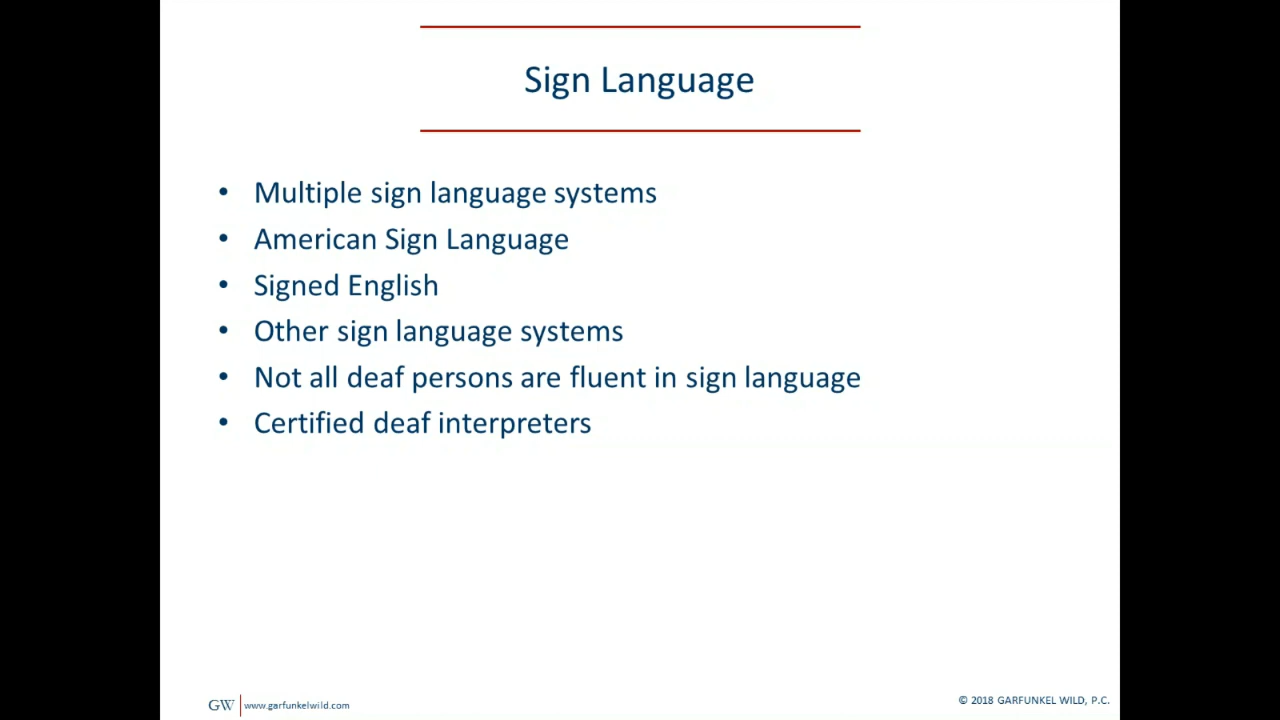 Sign Language
• Multiple sign language systems
• American Sign Language
• Signed English
• Other sign language systems
• Not all deaf persons are fluent in sign language
• Certified deaf interpreters
GW www.garfunkelwild.com
© 2018 GARFUNKEL WILD, P.C.